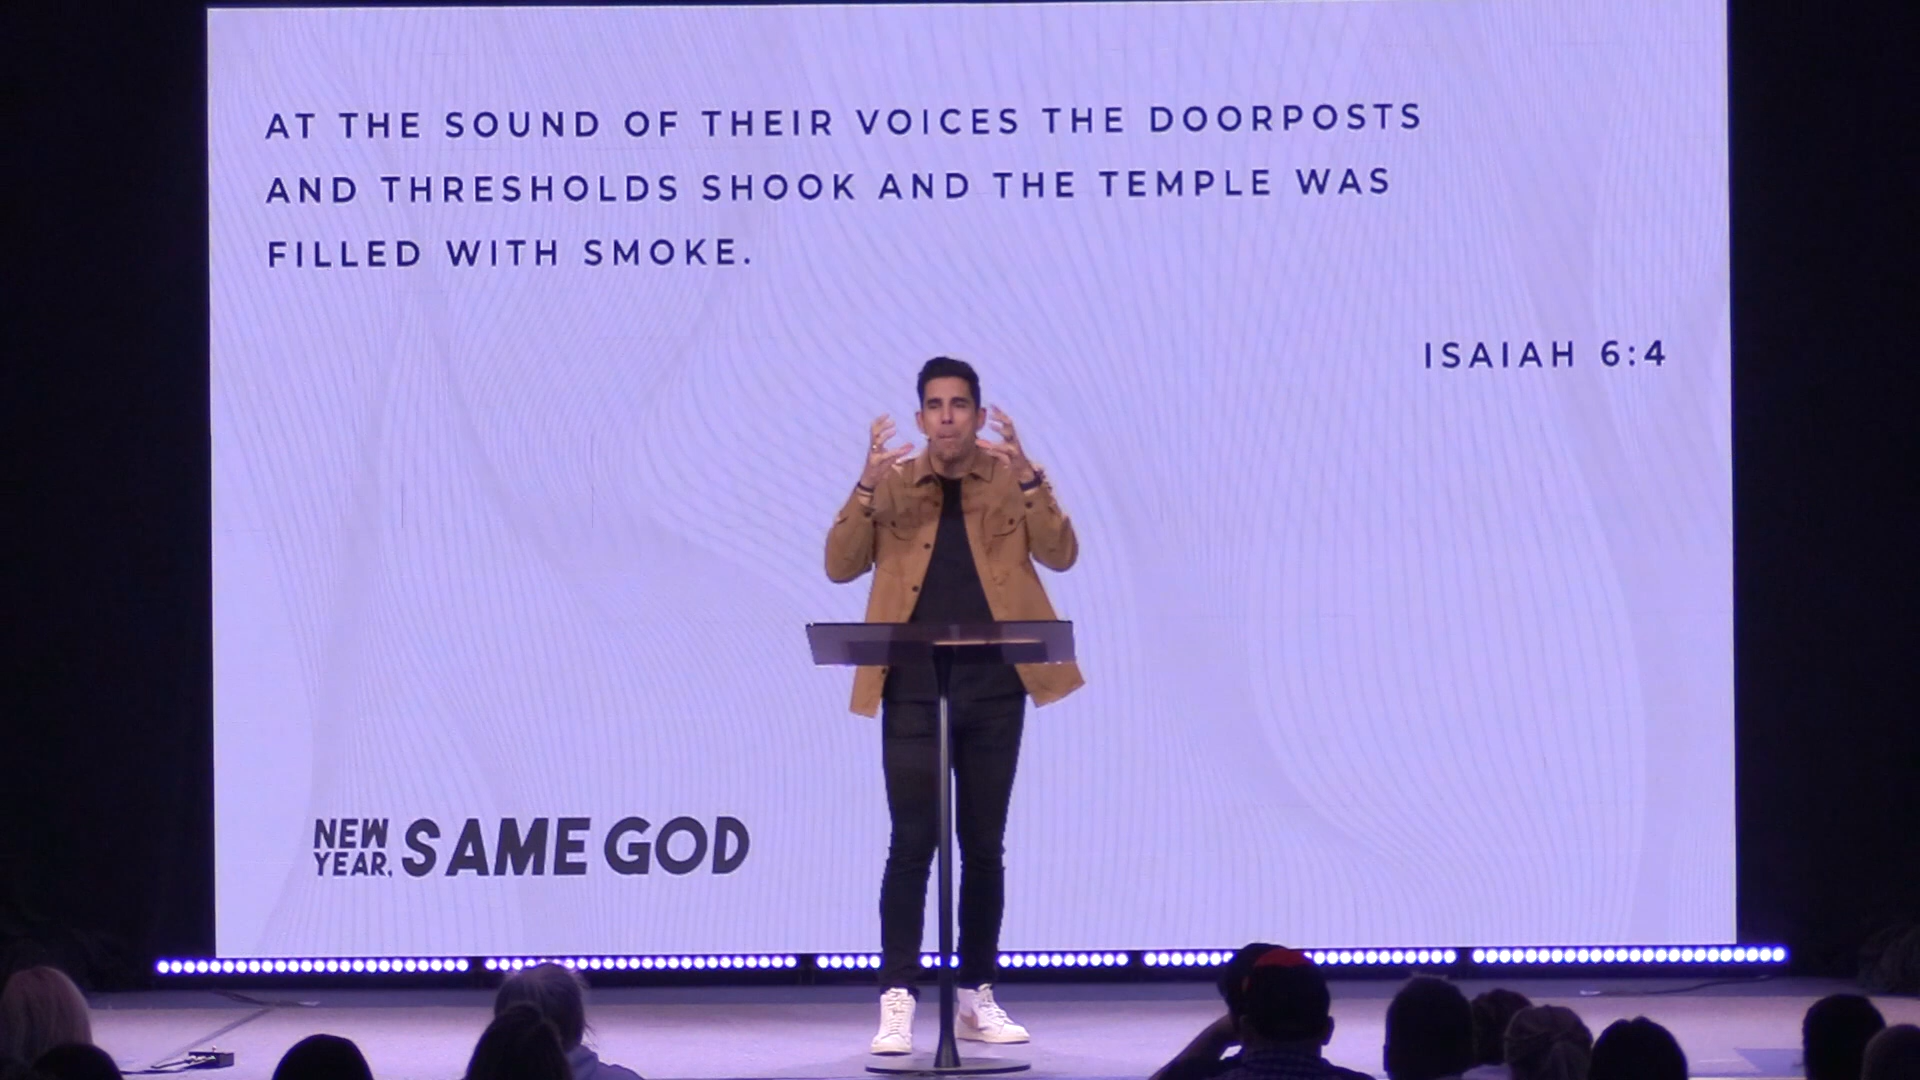 AT THE SOUND OF THEIR VOICES THE DOORPOSTS
AND THRESHOLDS SHOOK AND THE TEMPLE WAS
FILLED WITH SMOKE.
ISAIAH 6:4
NEW
YEAR, SAME GOD